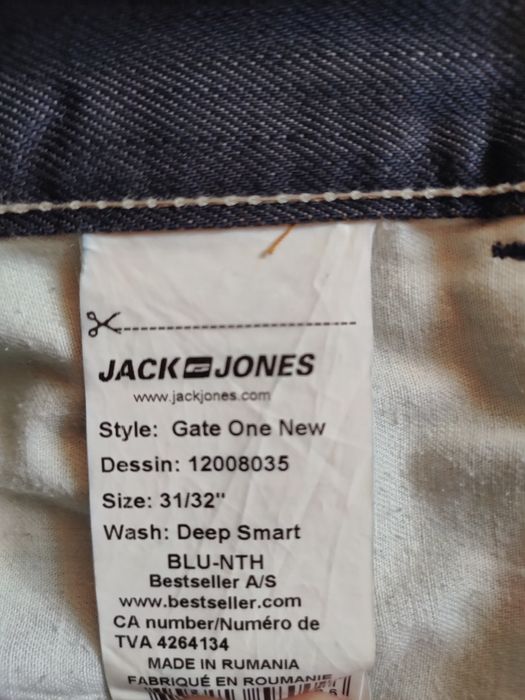 JACK JONES
www.jackjones.com
Style: Gate One New
Dessin: 12008035
Size: 31/32"
Wash: Deep Smart
BLU-NTH
Bestseller A/S
www.bestseller.com
CA number/Numéro de
TVA 4264134
MADE IN RUMANIA
FABRIQUÉ EN ROUMANIE